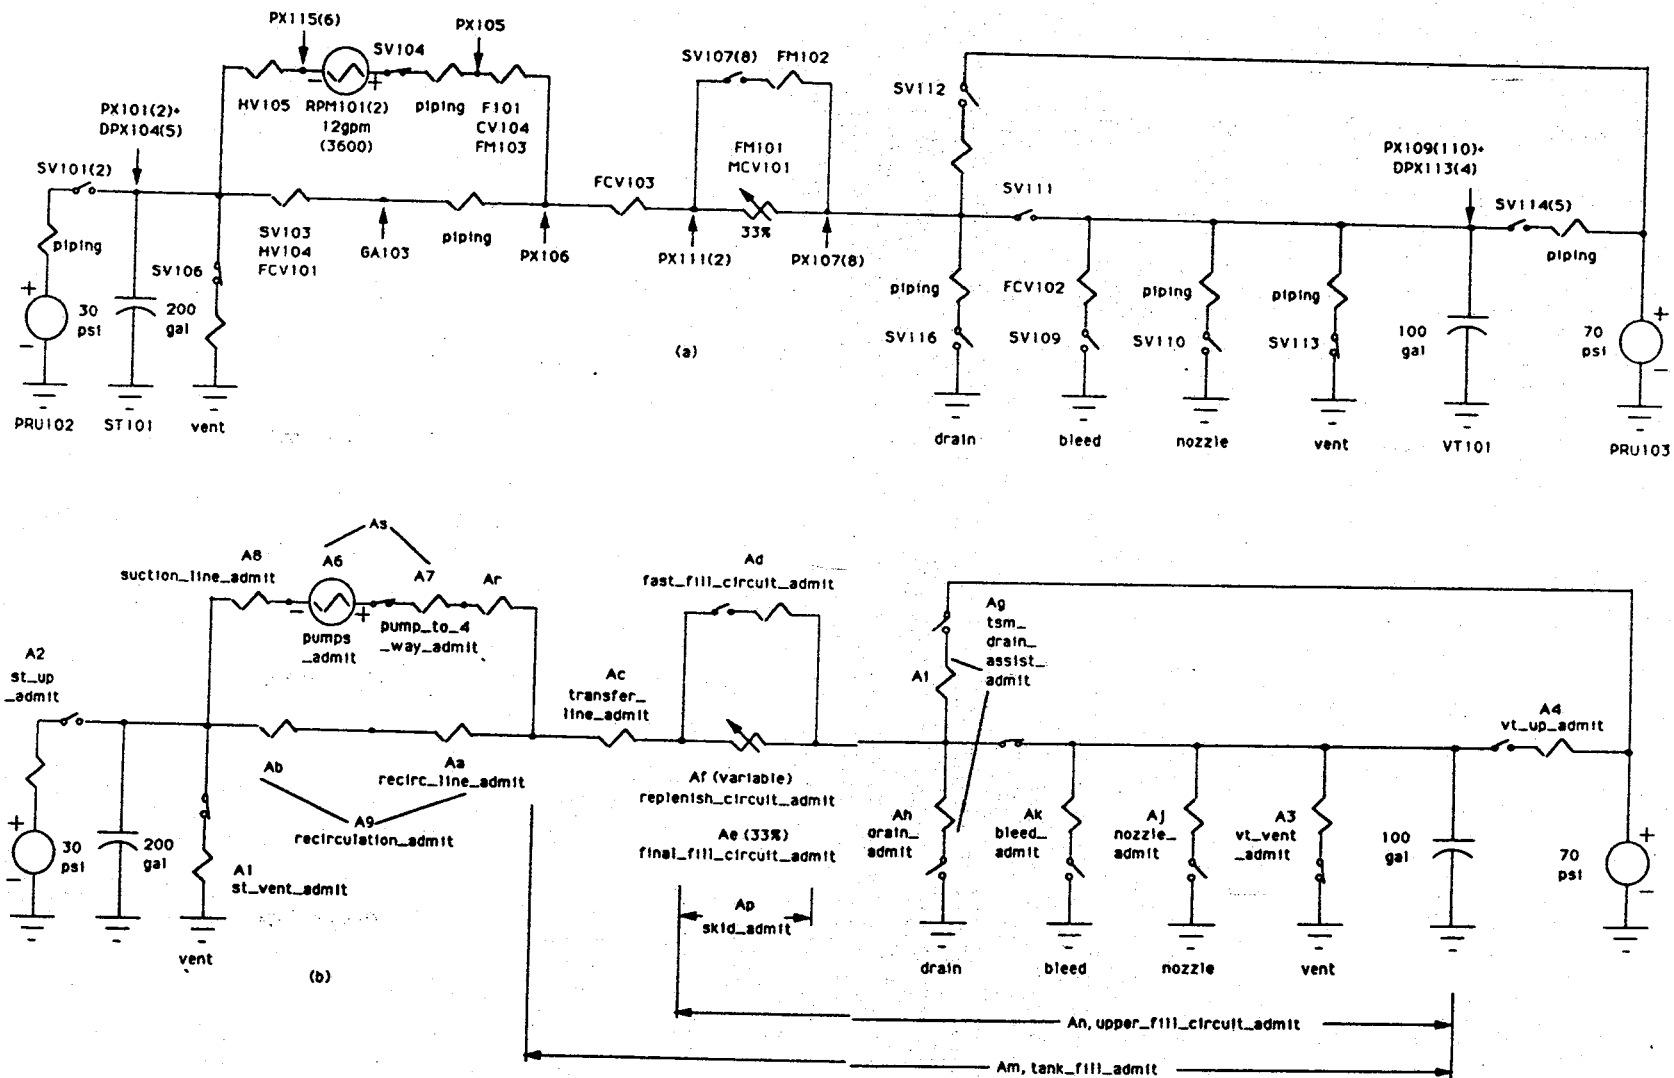 PX115(6)
PX105
SV104
SV107(8)
FM102
SV112
HV105
RPM101(2)
12gpm
(3600)
piping
F101
CV104
FM103
PX101(2)+
DPX104(5)
SV101(2)
FM101
MCV101
33%
PX109(110)+
DPX113(4)
FCV103
SV111
SV114(5)
piping
SV103
HV104
FCV101
GA103
piping
PX106
PX111(2)
PX107(8)
piping
SV106
piping
FCV102
piping
piping
+
30
psi
-
200
gal
(a)
SV116
SV109
SV110
SV113
100
gal
70
psi
+
-
PRU102
ST101
vent
drain
bleed
nozzle
vent
VT101
PRU103
As
A8
suction_line_admit
A6
A7
Ar
Ad
fast_fill_circuit_admit
Ag
tsm_
drain_
assist_
admit
pumps
_admit
pump_to_4
_way_admit
A2
st_up
_admit
Ac
transfer_
line_admit
Ai
A4
vt_up_admit
Ab
Aa
recirc_line_admit
A9
recirculation_admit
Af (variable)
replenish_circuit_admit
Ae (33%)
final_fill_circuit_admit
Ah
drain_
admit
Ak
bleed_
admit
Aj
nozzle_
admit
A3
vt_vent
_admit
100
gal
70
psi
+
-
+
30
psi
-
200
gal
A1
st_vent_admit
Ap
skid_admit
vent
(b)
drain
bleed
nozzle
vent
An, upper_fill_circuit_admit
Am, tank_fill_admit